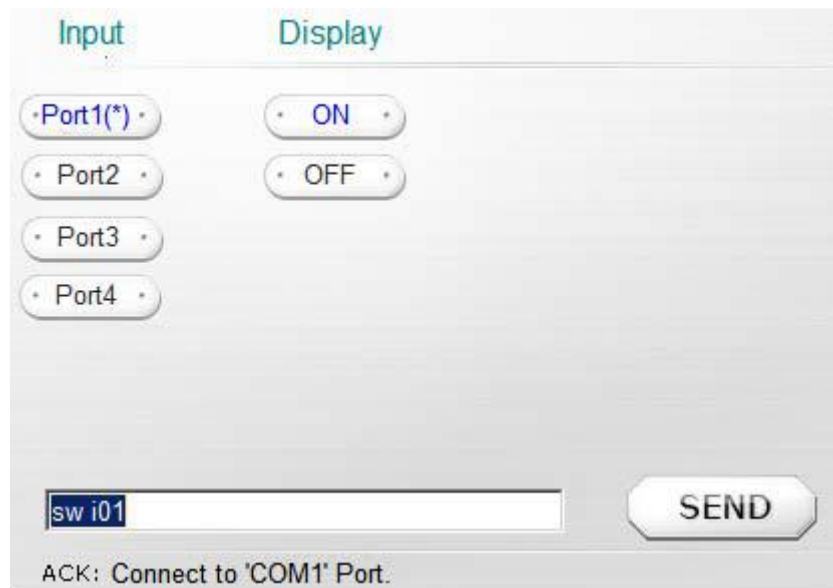 Input Display
Port1(*) ON
Port2 OFF
Port3
Port4
sw i01 SEND
ACK: Connect to 'COM1' Port.